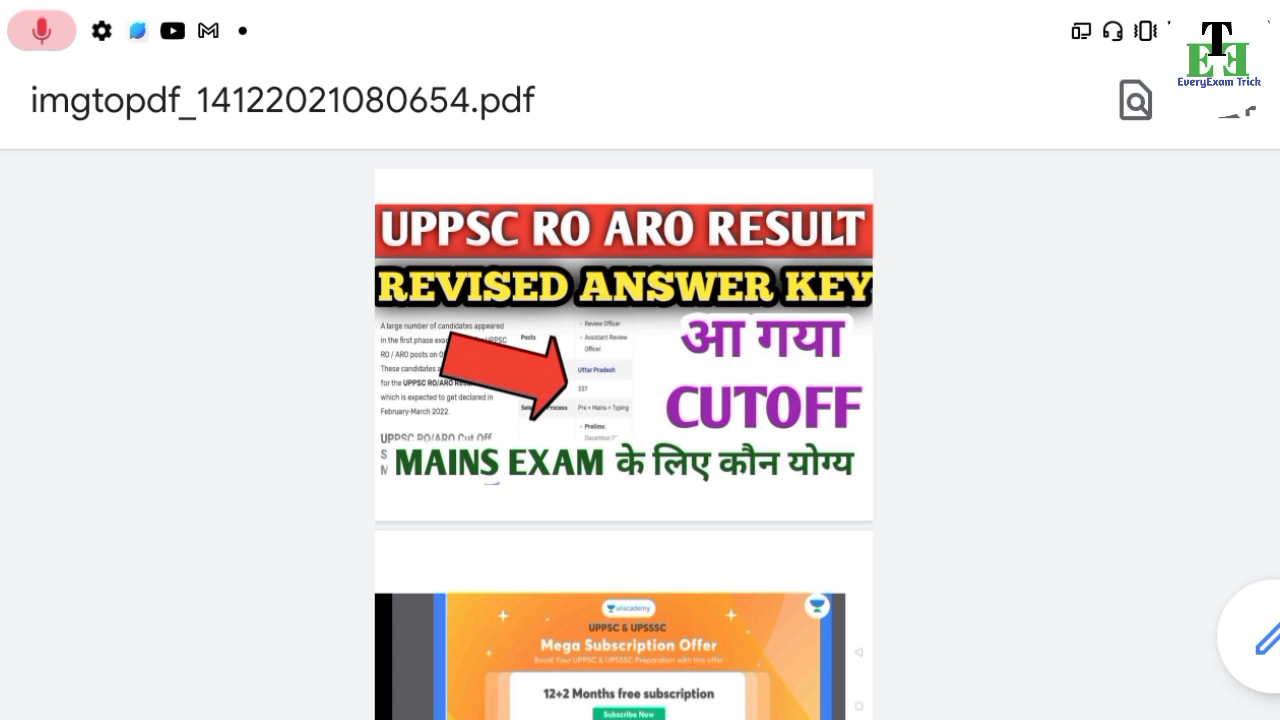 T
EE
EveryExam Trick
imgtopdf_14122021080654.pdf
UPPSC RO ARO RESULT
REVISED ANSWER KEY
A large number of candidates appeared
in the first phase
RO / ARO posts on
These candidates
for the UPPSC RO/ARO
which is expected to get declared in
February-March 2022.
UPPSC RO/ARO Cut Off
Posts
Review Officer
Assistant Review
Officer
Uttar Pradesh
337
Process
Pre + Mains + Typing
Prelims:
December
आ गया
CUTOFF
MAINS EXAM के लिए कौन योग्य
unacademy
UPPSC & UPSSSC
Mega Subscription Offer
Boost Your UPPSC & UPSSSC Preparation with this offer
12+2 Months free subscription
Subscribe Now